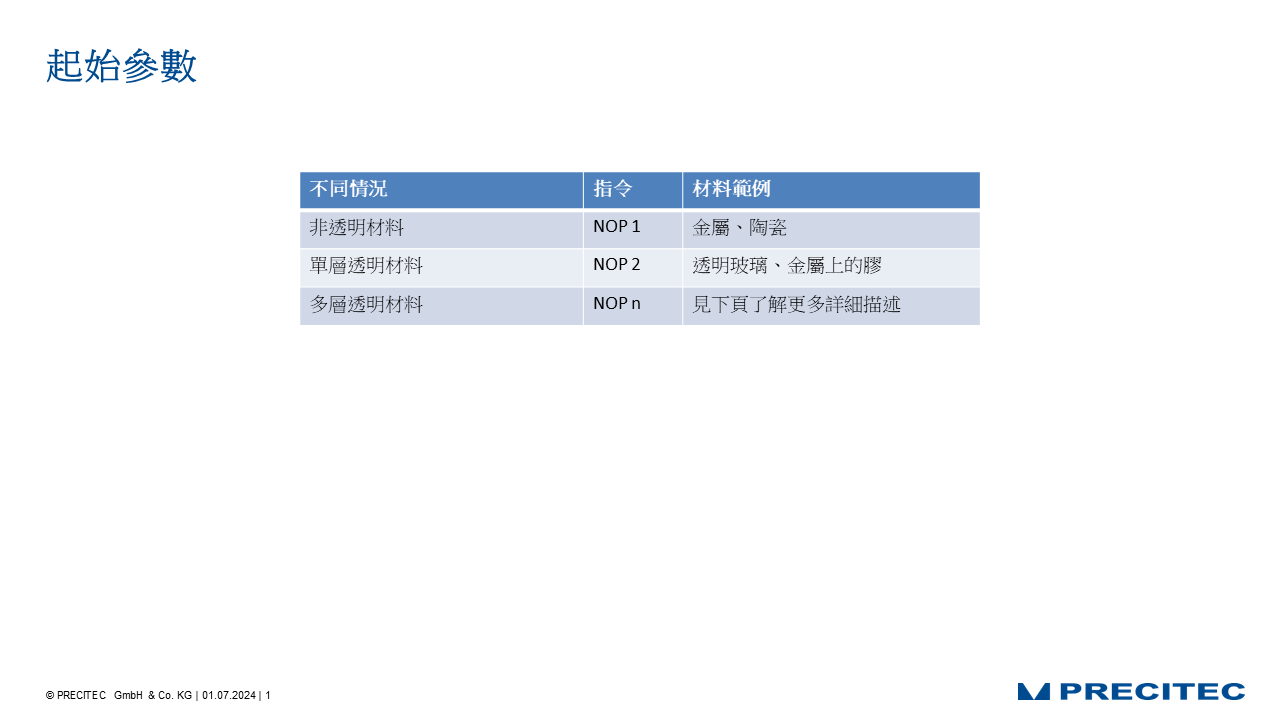 起始參數
不同情況 指令 材料範例
非透明材料 NOP 1 金屬、陶瓷
單層透明材料 NOP 2 透明玻璃、金屬上的膠
多層透明材料 NOP n 見下頁了解更多詳細描述
© PRECITEC GmbH & Co. KG | 01.07.2024 | 1
PRECITEC